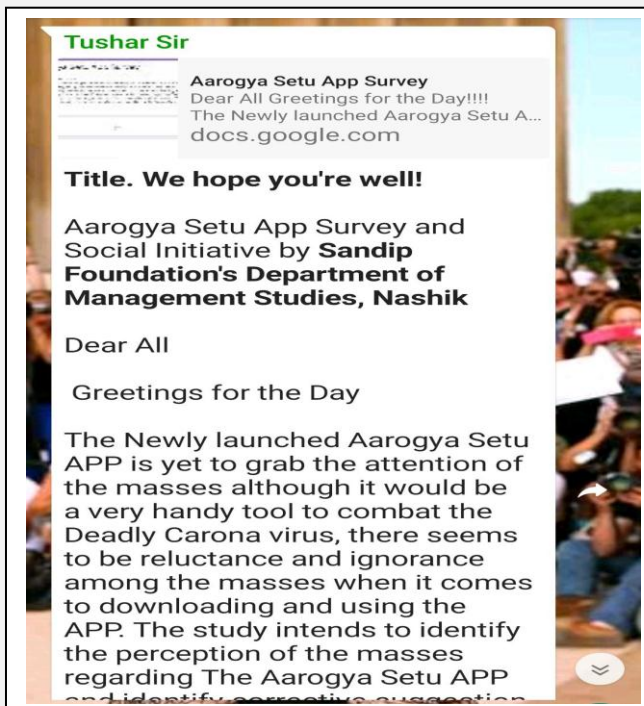 Tushar Sir
Aarogya Setu App Survey
Dear All Greetings for the Day!!!!
The Newly launched Aarogya Setu A...
docs.google.com
Title. We hope you're well!
Aarogya Setu App Survey and
Social Initiative by Sandip
Foundation's Department of
Management Studies, Nashik
Dear All
Greetings for the Day
The Newly launched Aarogya Setu
APP is yet to grab the attention of
the masses although it would be
a very handy tool to combat the
Deadly Carona virus, there seems
to be reluctance and ignorance
among the masses when it comes
to downloading and using the
APP. The study intends to identify
the perception of the masses
regarding The Aarogya Setu APP
and identify corrective suggestion